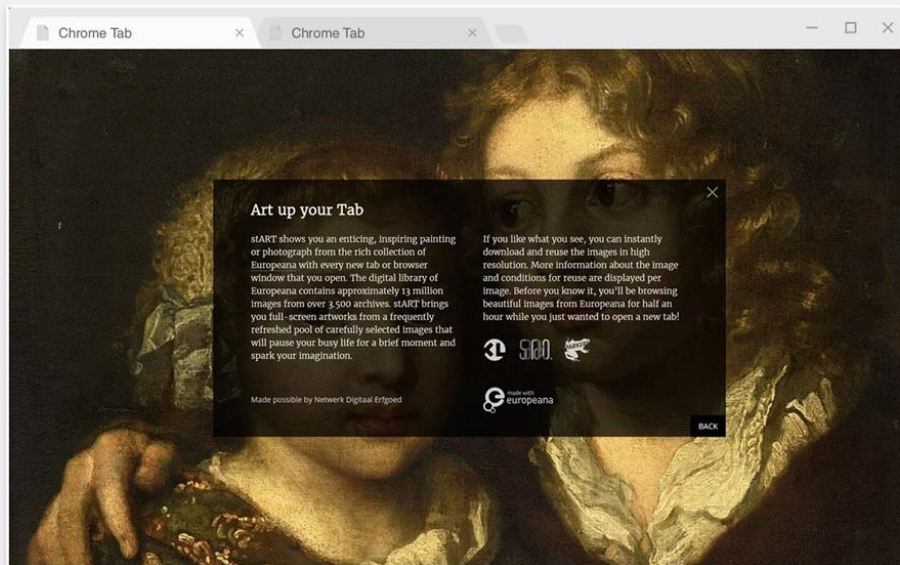 Chrome Tab
Chrome Tab
Art up your Tab
stART shows you an enticing, inspiring painting
or photograph from the rich collection of
Europeana with every new tab or browser
window that you open. The digital library of
Europeana contains approximately 13 million
images from over 3.500 archives. stART brings
you full-screen artworks from a frequently
refreshed pool of carefully selected images that
will pause your busy life for a brief moment and
spark your imagination.
Made possible by Netwerk Digitaal Erfgoed
If you like what you see, you can instantly
download and reuse the images in high
resolution. More information about the image
and conditions for reuse are displayed per
image. Before you know it, you'll be browsing
beautiful images from Europeana for half an
hour while you just wanted to open a new tab!
made with
europeana
BACK